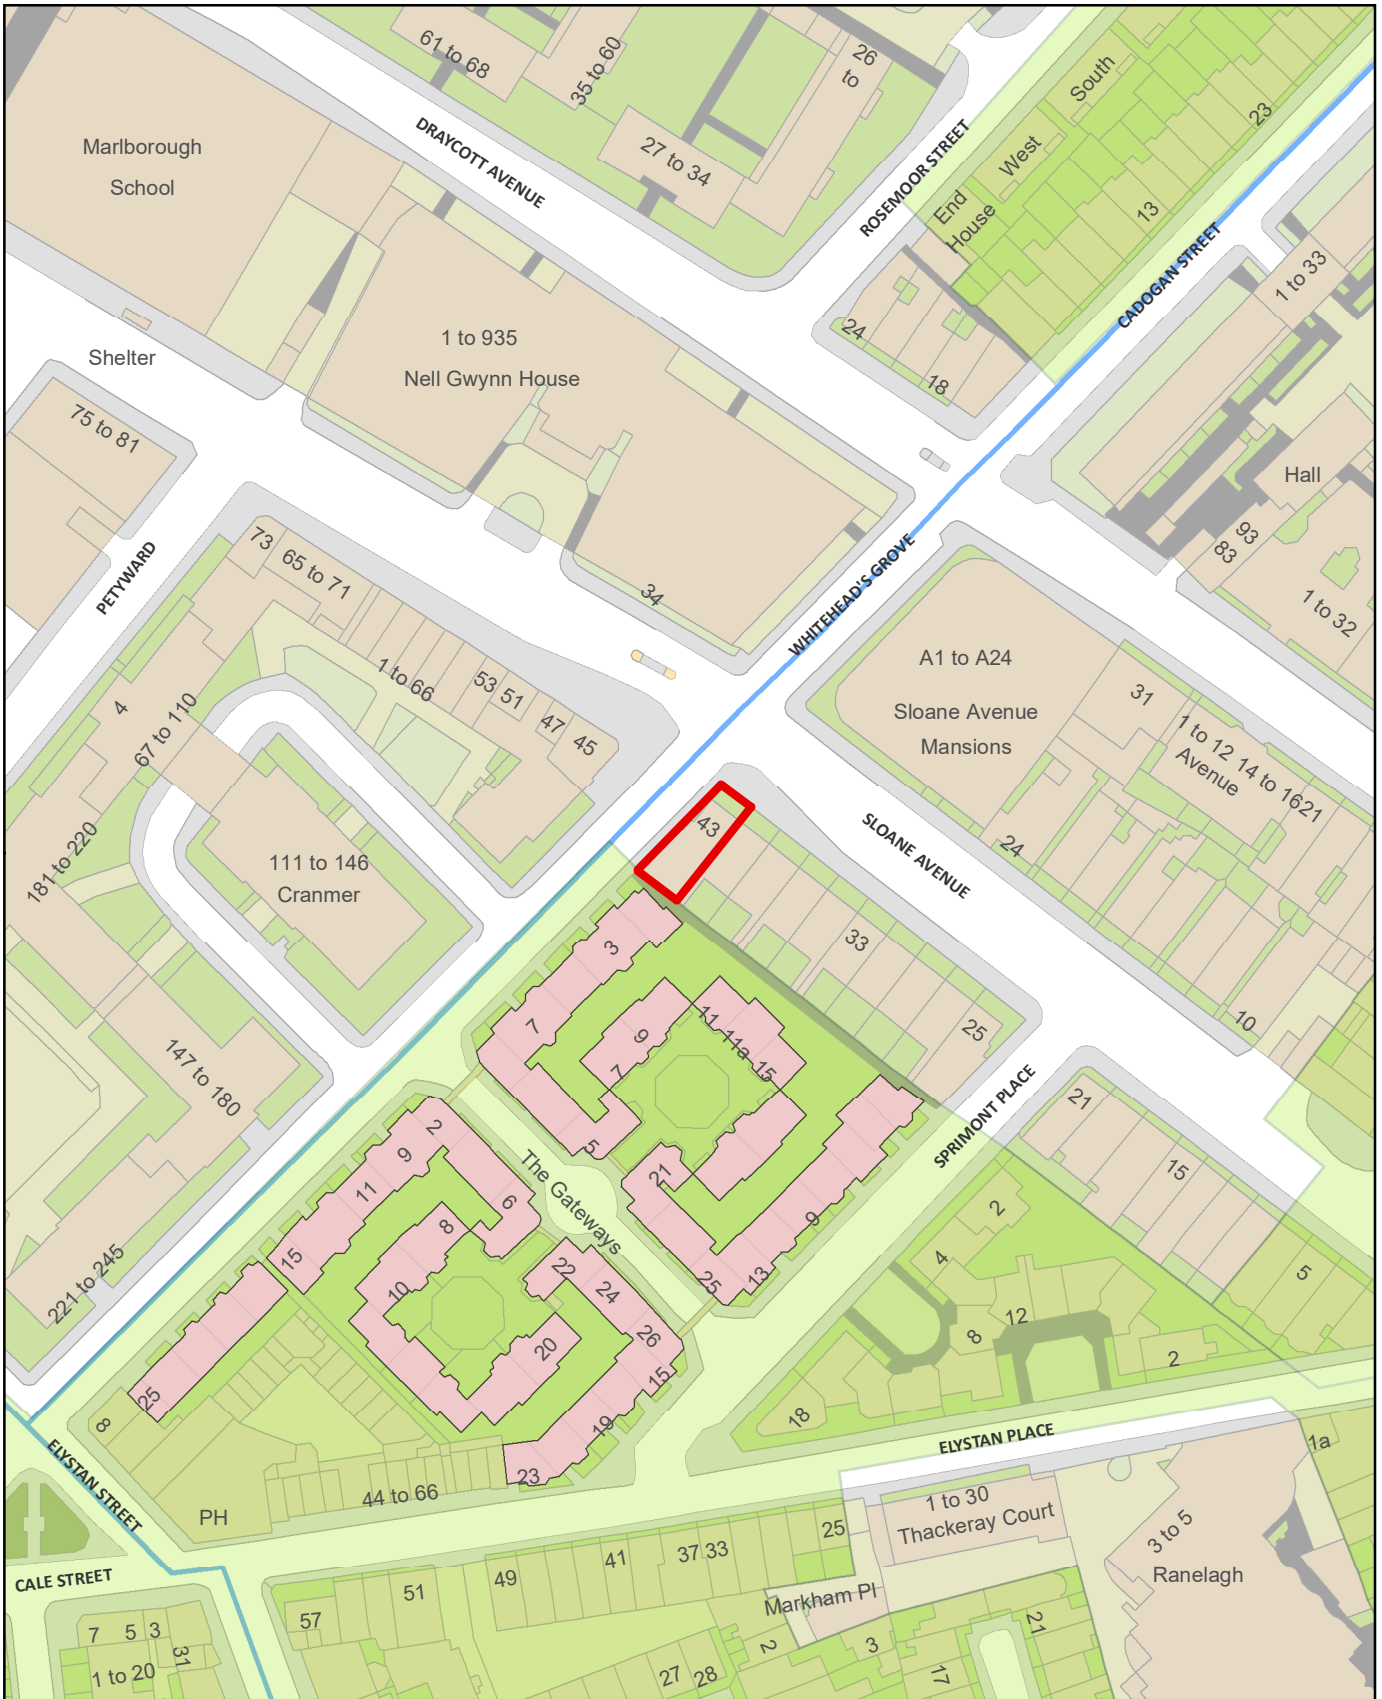 61 to 68
35 to 60
26
to
South
23
DRAYCOTT AVENUE
27 to 34
ROSEMOOR STREET
West
End
House
13
Marlborough
School
CADOGAN STREET
1 to 33
24
18
Shelter
1 to 935
Nell Gwynn House
75 to 81
Hall
93
83
1 to 32
PETYWARD
73
65 to 71
34
WHITEHEAD'S GROVE
A1 to A24
Sloane Avenue
Mansions
31
1 to 12 14 to 1621
Avenue
1 to 66
53 51
47
45
4
67 to 110
43
SLOANE AVENUE
24
181 to 220
111 to 146
Cranmer
33
25
10
3
7
9
7
11
11a
15
5
147 to 180
SPRIMONT PLACE
21
15
2
9
11
15
6
The Gateways
21
9
13
25
2
4
5
8
10
22
24
26
20
15
19
23
12
8
2
18
221 to 245
25
8
ELYSTAN STREET
PH
44 to 66
ELYSTAN PLACE
1a
1 to 30
Thackeray Court
3 to 5
Ranelagh
CALE STREET
57
51
49
41
37 33
25
Markham Pl
7 5 3
31
1 to 20
27
28
2
3
17
21